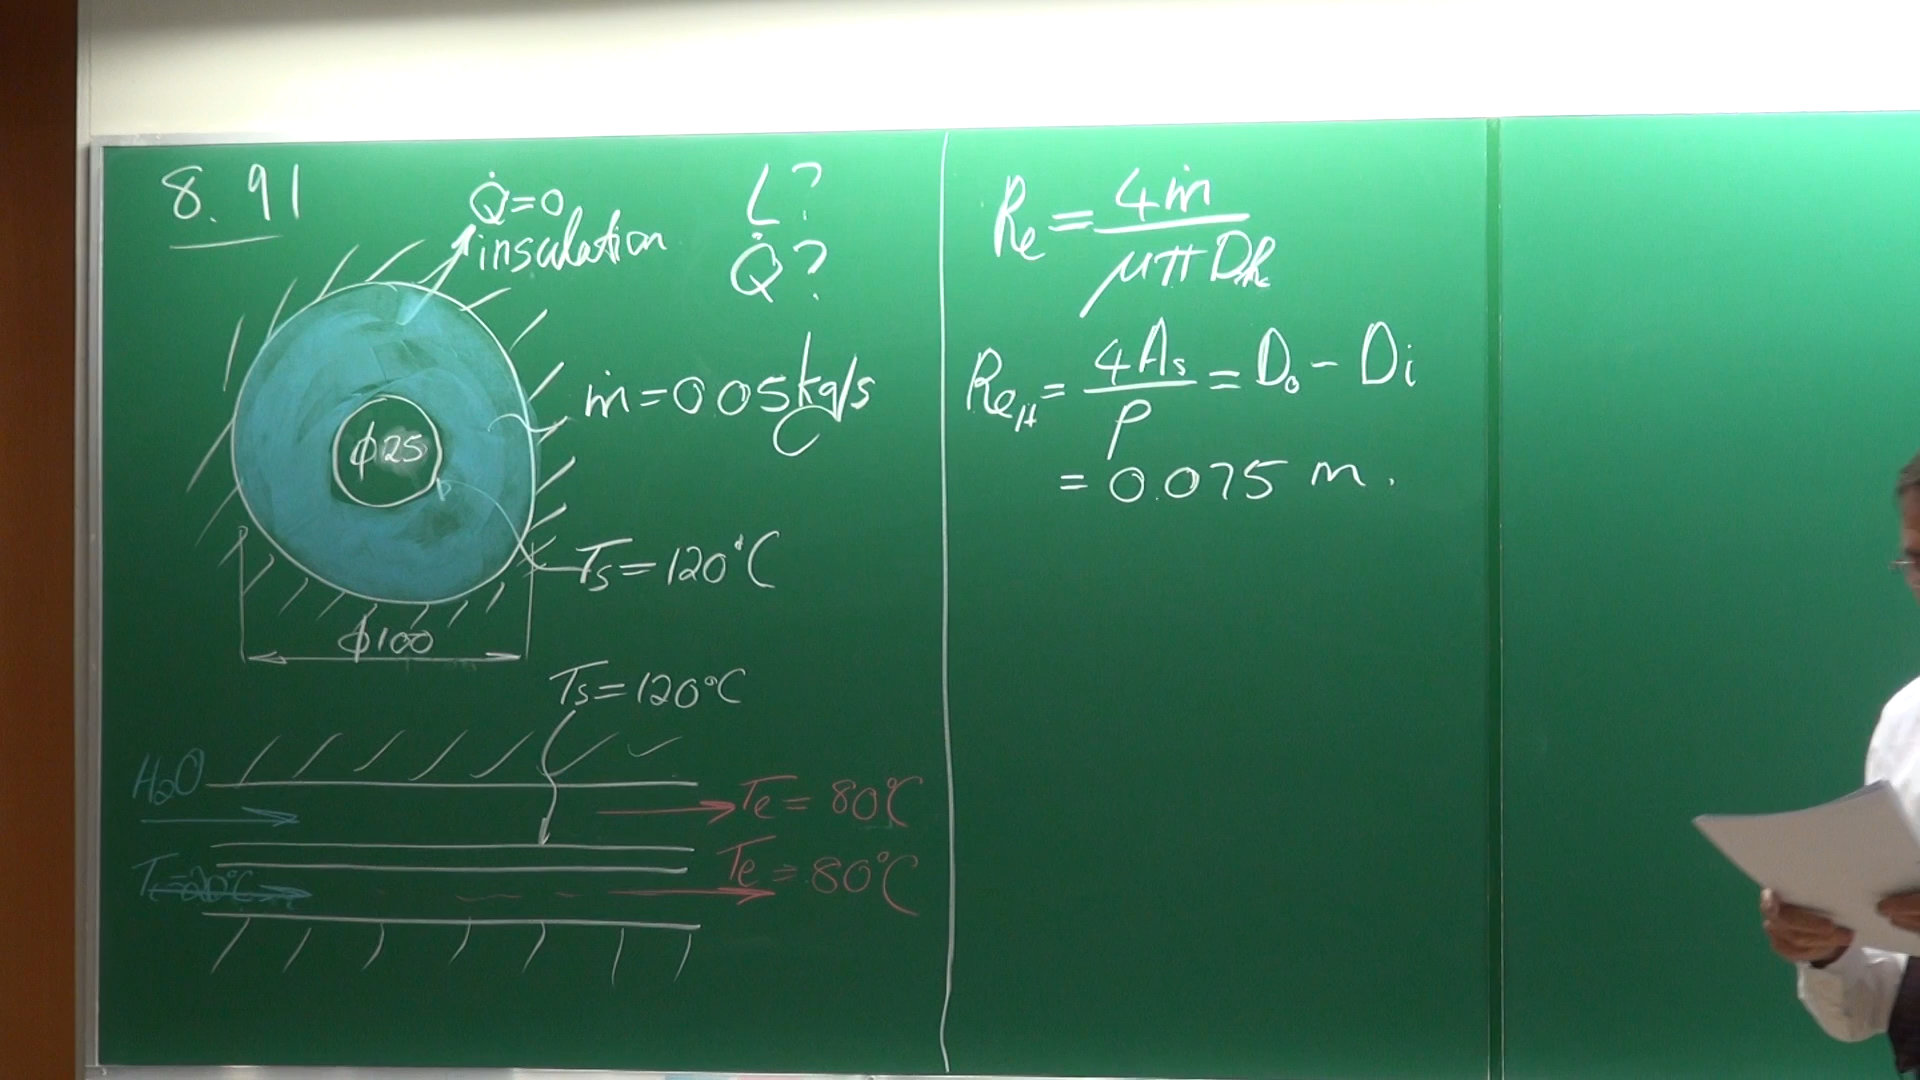 8.91
Q̇=0
insulation
L?
Q̇?
ϕ25
ṁ=0.05kg/s
Ts=120°C
ϕ100
Ts=120°C
H2O
Te=80°C
Te=80°C
Re=4ṁ/μπDh
ReH=4As/P=Do-Di
=0.075 m.